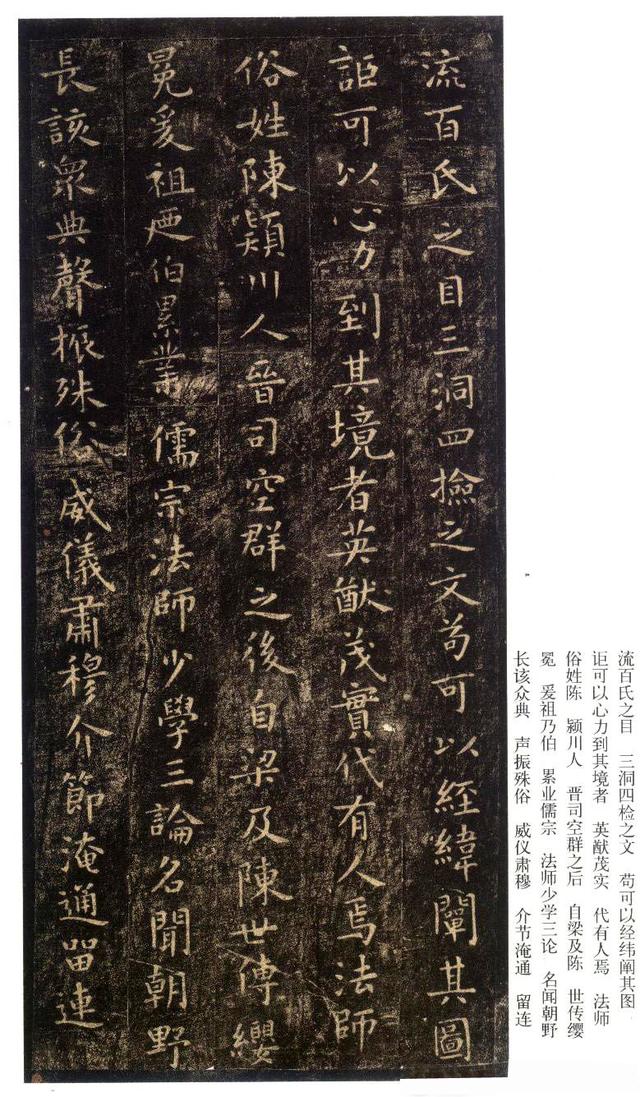 流百氏之目三洞四撿之文苟可以経緯闡其圖
詎可以心力到其境者英猷茂實代有人焉法師
俗姓陳潁川人晉司空群之後自梁及陳世傳纓
冕爰祖迺伯累業儒宗法師少學三論名聞朝野
長該衆典聲振殊俗威儀肅穆介節淹通留連
流百氏之目 三洞四检之文 苟可以经纬阐其图
讵可以心力到其境者 英猷茂实 代有人焉 法师
俗姓陈 颍川人 晋司空群之后 自梁及陈 世传缨
冕 爰祖乃伯 累业儒宗 法师少学三论 名闻朝野
长该众典 声振殊俗 威仪肃穆 介节淹通 留连